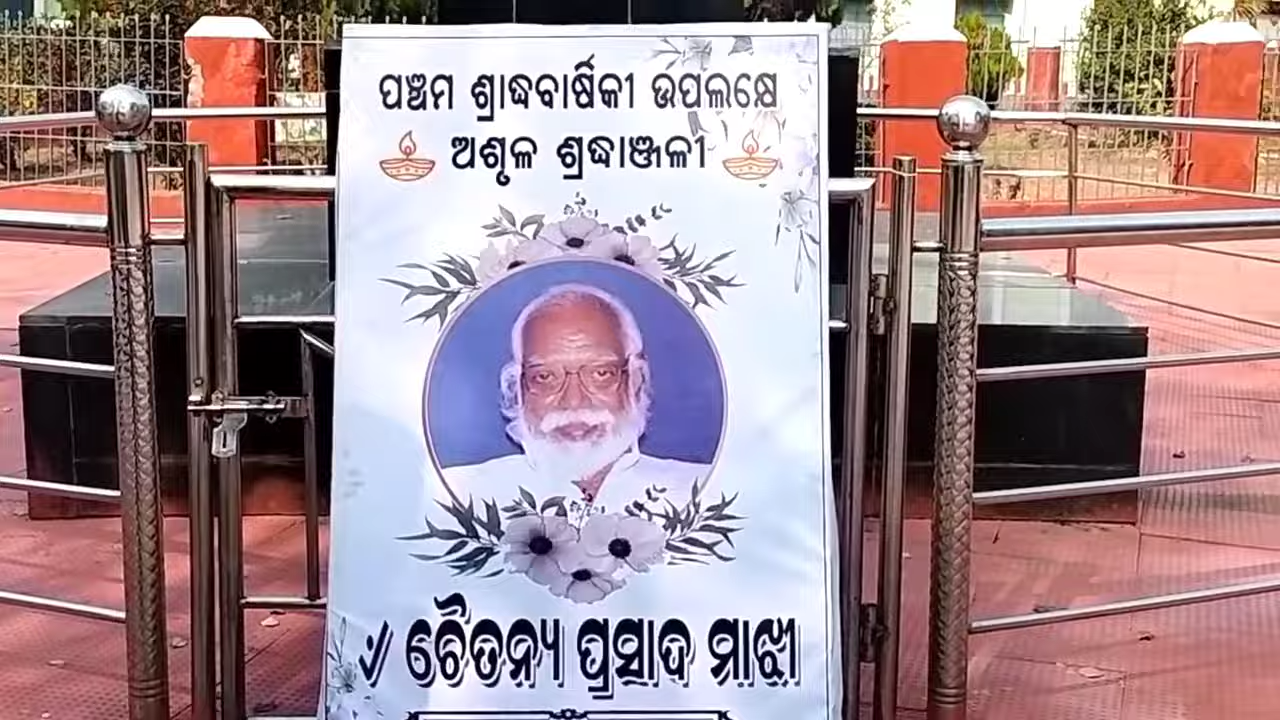 ପଞ୍ଚମ ଶ୍ରାଦ୍ଧବାର୍ଷିକୀ ଉପଲକ୍ଷେ
ଅଶ୍ରୁଳ ଶ୍ରଦ୍ଧାଞ୍ଜଳୀ
ଏଁ ଚୈତନ୍ୟ ପ୍ରସାଦ ମାଝୀ